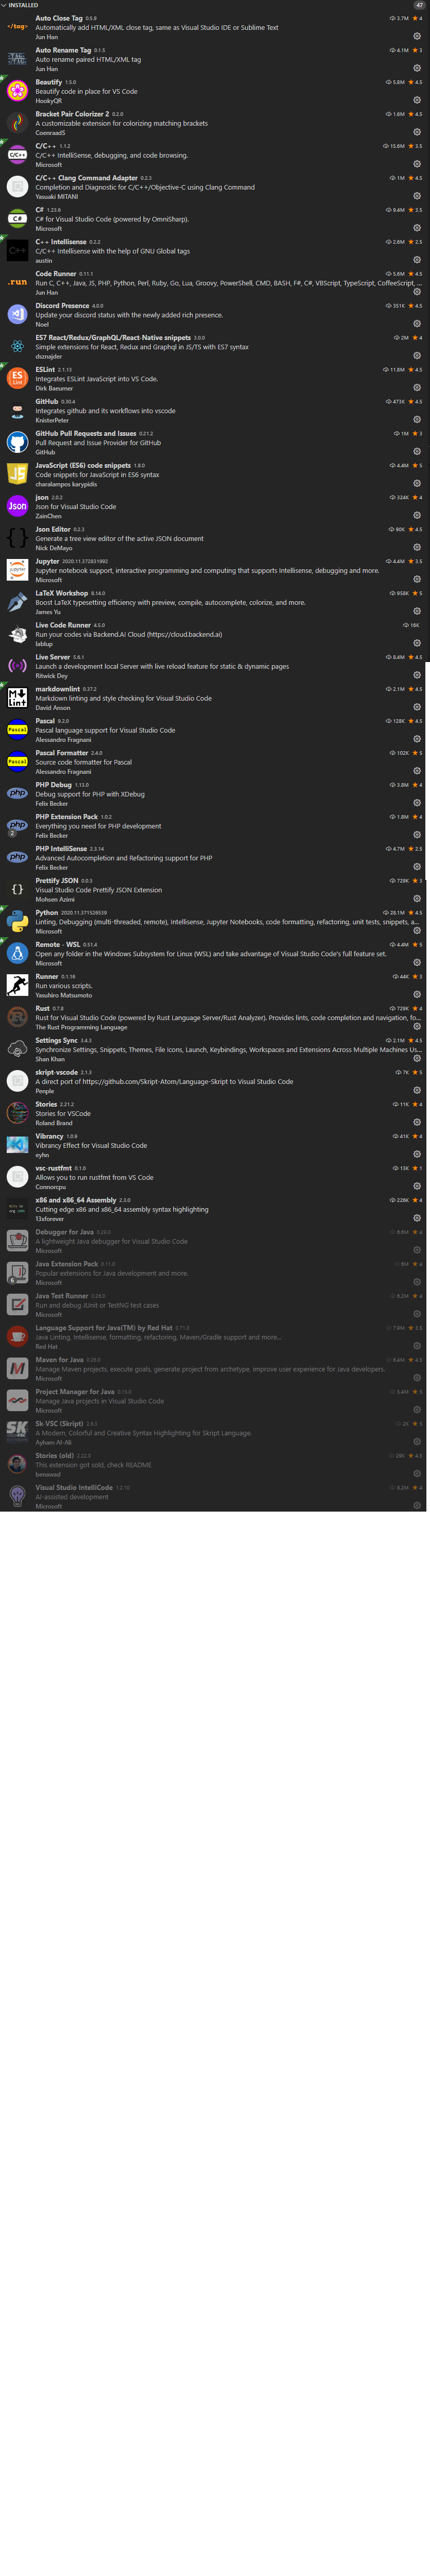 INSTALLED 47
Auto Close Tag 0.5.9 3.7M 4
Automatically add HTML/XML close tag, same as Visual Studio IDE or Sublime Text
Jun Han
Auto Rename Tag 0.1.5 4.1M 3
Auto rename paired HTML/XML tag
Jun Han
Beautify 1.5.0 5.8M 4.5
Beautify code in place for VS Code
HookyQR
Bracket Pair Colorizer 2 0.2.0 1.6M 4.5
A customizable extension for colorizing matching brackets
CoenraadS
C/C++ 1.1.2 15.6M 3.5
C/C++ IntelliSense, debugging, and code browsing.
Microsoft
C/C++ Clang Command Adapter 0.2.3 1M 4.5
Completion and Diagnostic for C/C++/Objective-C using Clang Command
Yasuaki MITANI
C# 1.23.6 9.4M 3.5
C# for Visual Studio Code (powered by OmniSharp).
Microsoft
C++ Intellisense 0.2.2 2.6M 2.5
C/C++ Intellisense with the help of GNU Global tags
austin
Code Runner 0.11.1 5.6M 4.5
Run C, C++, Java, JS, PHP, Python, Perl, Ruby, Go, Lua, Groovy, PowerShell, CMD, BASH, F#, C#, VBScript, TypeScript, CoffeeScript, ...
Jun Han
Discord Presence 4.0.0 351K 4.5
Update your discord status with the newly added rich presence.
Noel
ES7 React/Redux/GraphQL/React-Native snippets 3.0.0 2M 4
Simple extensions for React, Redux and Graphql in JS/TS with ES7 syntax
dsznajder
ESLint 2.1.13 11.8M 4.5
Integrates ESLint JavaScript into VS Code.
Dirk Baeumer
GitHub 0.30.4 473K 4.5
Integrates github and its workflows into vscode
KnisterPeter
GitHub Pull Requests and Issues 0.21.2 1M 3
Pull Request and Issue Provider for GitHub
GitHub
JavaScript (ES6) code snippets 1.8.0 4.4M 5
Code snippets for JavaScript in ES6 syntax
charalampos karypidis
json 2.0.2 324K 4
Json for Visual Studio Code
ZainChen
Json Editor 0.2.3 90K 4.5
Generate a tree view editor of the active JSON document
Nick DeMayo
Jupyter 2020.11.372831992 4.4M 3.5
Jupyter notebook support, interactive programming and computing that supports Intellisense, debugging and more.
Microsoft
LaTeX Workshop 8.14.0 958K 5
Boost LaTeX typesetting efficiency with preview, compile, autocomplete, colorize, and more.
James Yu
Live Code Runner 4.5.0 16K
Run your codes via Backend.AI Cloud (https://cloud.backend.ai)
lablup
Live Server 5.6.1 8.4M 4.5
Launch a development local Server with live reload feature for static & dynamic pages
Ritwick Dey
markdownlint 0.37.2 2.1M 4.5
Markdown linting and style checking for Visual Studio Code
David Anson
Pascal 9.2.0 128K 4.5
Pascal language support for Visual Studio Code
Alessandro Fragnani
Pascal Formatter 2.4.0 102K 5
Source code formatter for Pascal
Alessandro Fragnani
PHP Debug 1.13.0 3.8M 4
Debug support for PHP with XDebug
Felix Becker
PHP Extension Pack 1.0.2 1.8M 4
Everything you need for PHP development
Felix Becker
PHP IntelliSense 2.3.14 4.7M 2.5
Advanced Autocompletion and Refactoring support for PHP
Felix Becker
Prettify JSON 0.0.3 729K 3
Visual Studio Code Prettify JSON Extension
Mohsen Azimi
Python 2020.11.371526539 28.1M 4.5
Linting, Debugging (multi-threaded, remote), Intellisense, Jupyter Notebooks, code formatting, refactoring, unit tests, snippets, a...
Microsoft
Remote - WSL 0.51.4 4.4M 5
Open any folder in the Windows Subsystem for Linux (WSL) and take advantage of Visual Studio Code's full feature set.
Microsoft
Runner 0.1.16 44K 3
Run various scripts.
Yasuhiro Matsumoto
Rust 0.7.8 728K 4
Rust for Visual Studio Code (powered by Rust Language Server/Rust Analyzer). Provides lints, code completion and navigation, fo...
The Rust Programming Language
Settings Sync 3.4.3 2.1M 4.5
Synchronize Settings, Snippets, Themes, File Icons, Launch, Keybindings, Workspaces and Extensions Across Multiple Machines Us...
Shan Khan
skript-vscode 2.1.3 7K 5
A direct port of https://github.com/Skript-Atom/Language-Skript to Visual Studio Code
Penple
Stories 2.21.2 11K 4
Stories for VSCode
Roland Brand
Vibrancy 1.0.8 41K 4
Vibrancy Effect for Visual Studio Code
eyhn
vsc-rustfmt 0.1.0 13K 1
Allows you to run rustfmt from VS Code
Connorcpu
x86 and x86_64 Assembly 2.3.0 228K 4
Cutting edge x86 and x86_64 assembly syntax highlighting
13xforever
Debugger for Java 0.29.0 8.6M 4
A lightweight Java debugger for Visual Studio Code
Microsoft
Java Extension Pack 0.11.0 8M 4
Popular extensions for Java development and more.
Microsoft
Java Test Runner 0.26.0 8.2M 4
Run and debug JUnit or TestNG test cases
Microsoft
Language Support for Java(TM) by Red Hat 0.71.0 7.9M 3.5
Java Linting, Intellisense, formatting, refactoring, Maven/Gradle support and more...
Red Hat
Maven for Java 4.5
Manage Maven projects, execute goals, generate project from archetype, improve user experience for Java developers.
Microsoft
Project Manager for Java 5
Manage Java projects in Visual Studio Code
Microsoft
Sk-VSC (Skript) 2K 5
A Modern, Colorful and Creative Syntax Highlighting for Skript Language.
Ayham Al-Ali
Stories (old) 2.22.0 29K 4.5
This extension got sold, check README
benawad
Visual Studio IntelliCode 1.2.10 8.2M 4
AI-assisted development
Microsoft